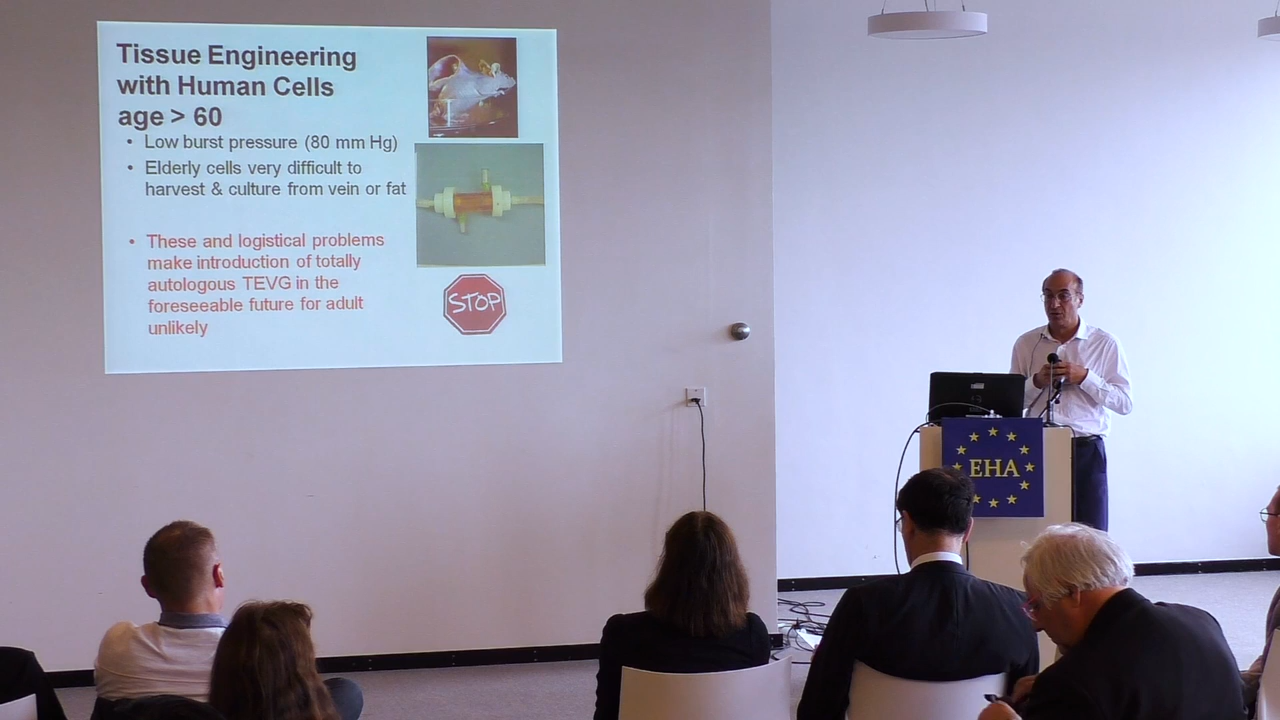 Tissue Engineering
with Human Cells
age > 60
• Low burst pressure (80 mm Hg)
• Elderly cells very difficult to
harvest & culture from vein or fat
• These and logistical problems
make introduction of totally
autologous TEVG in the
foreseeable future for adult
unlikely
STOP
EHA